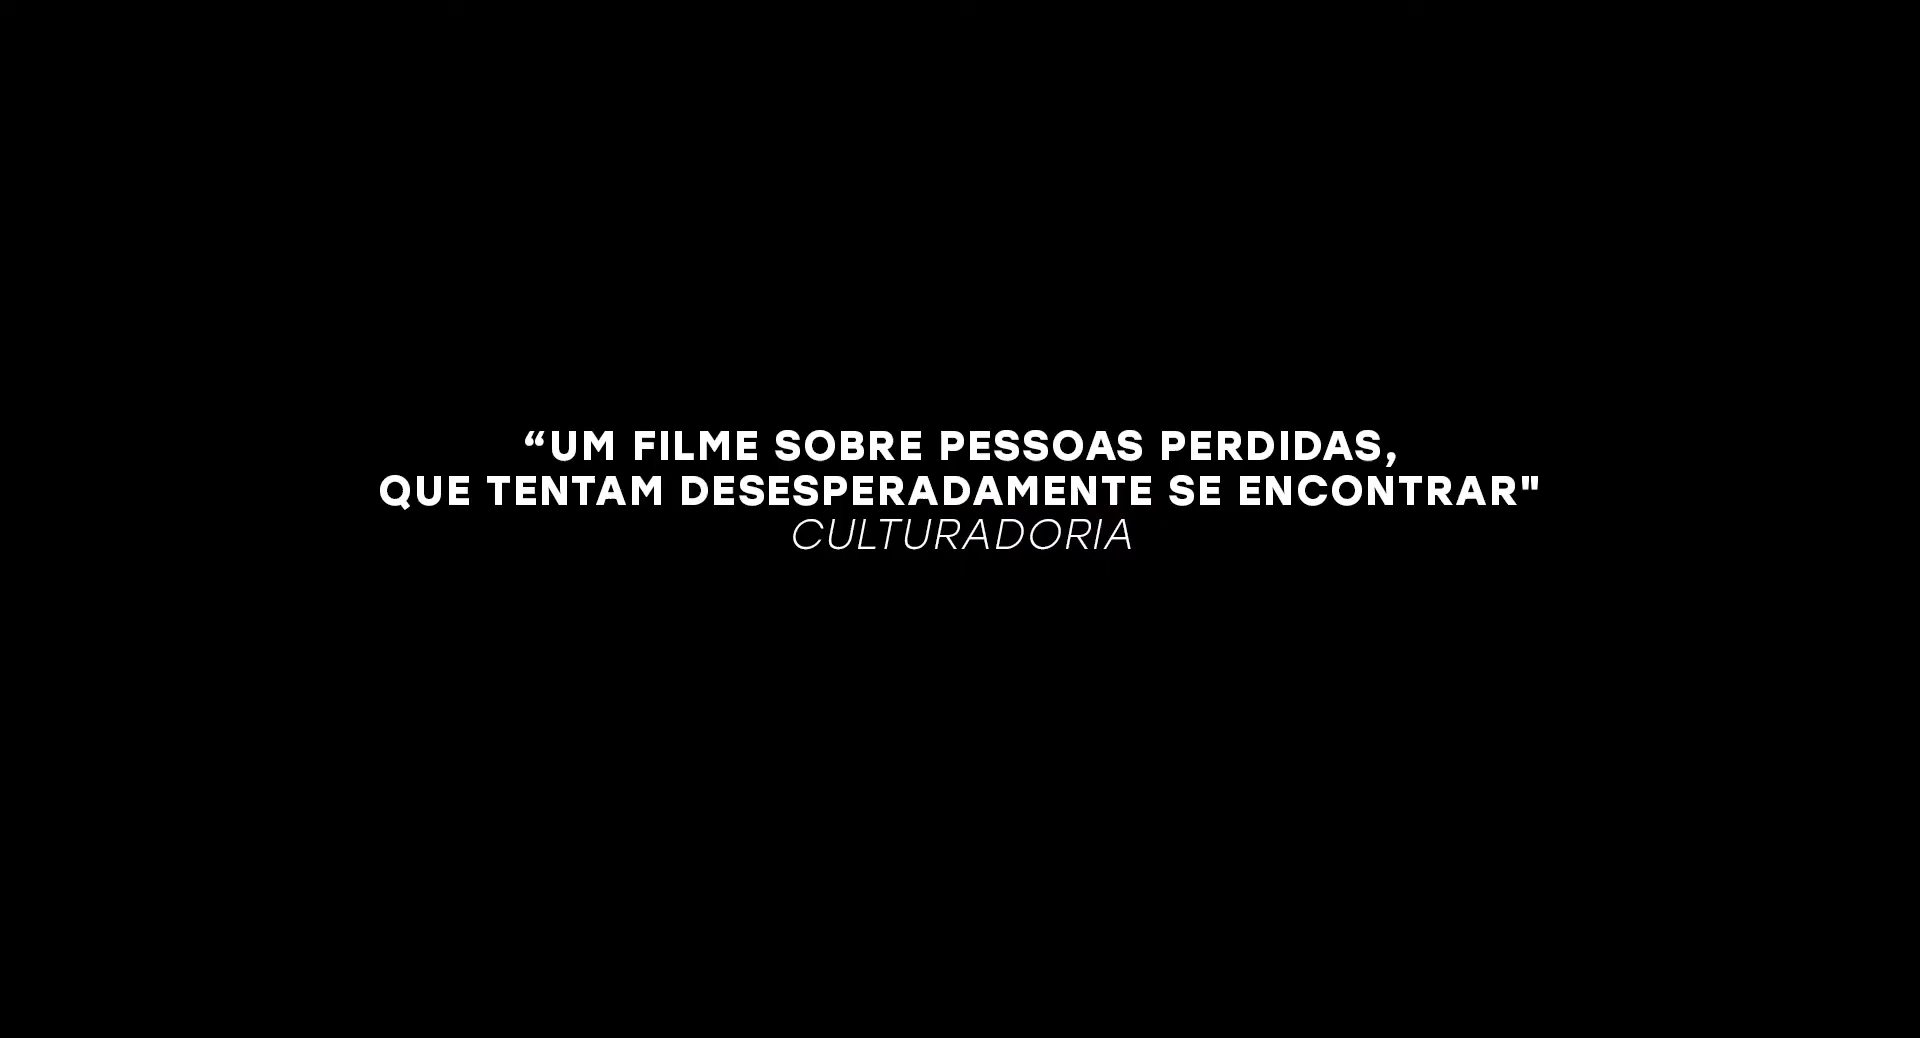 “UM FILME SOBRE PESSOAS PERDIDAS,
QUE TENTAM DESESPERADAMENTE SE ENCONTRAR"
CULTURADORIA